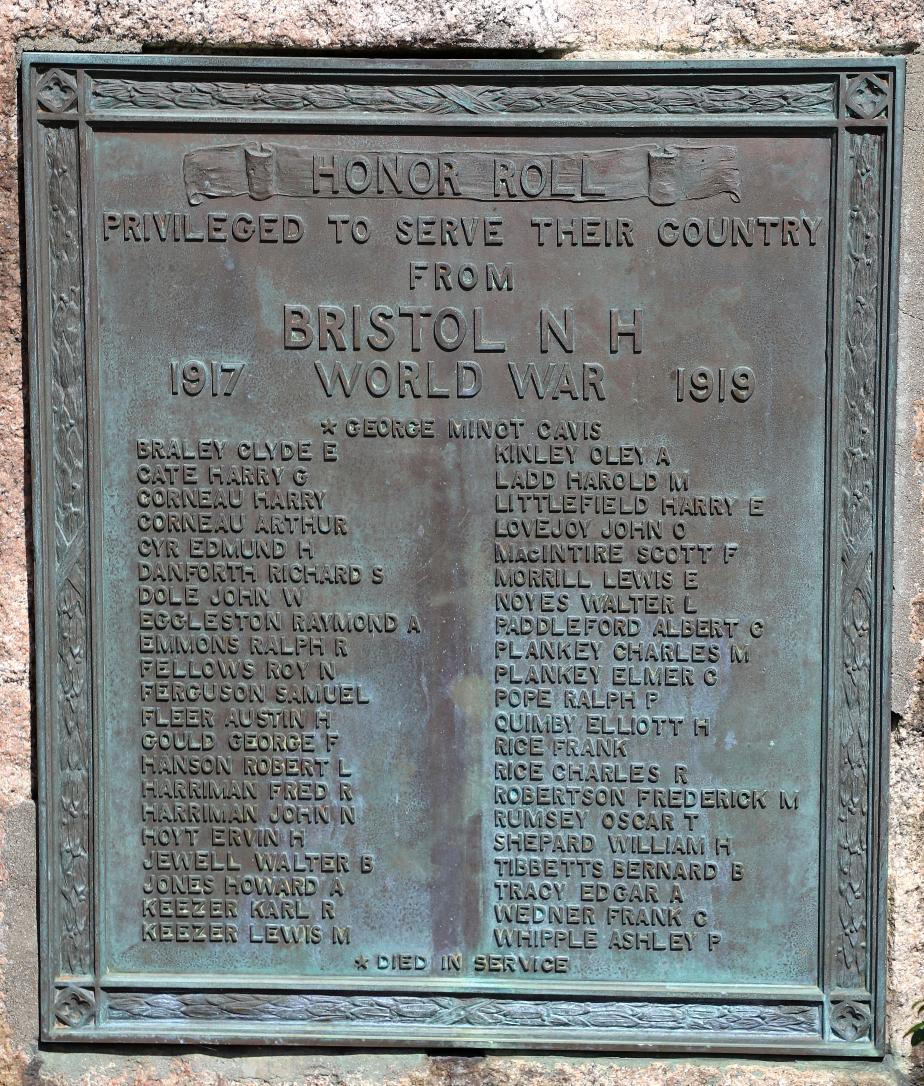 HONOR ROLL
PRIVILEGED TO SERVE THEIR COUNTRY
FROM
BRISTOL N H
1917 WORLD WAR 1919
★ GEORGE MINOT CAVIS
BRALEY CLYDE E
CATE HARRY G
CORNEAU HARRY
CORNEAU ARTHUR
CYR EDMUND H
DANFORTH RICHARD S
DOLE JOHN W
EGGLESTON RAYMOND A
EMMONS RALPH R
FELLOWS ROY N
FERGUSON SAMUEL
FLEER AUSTIN H
GOULD GEORGE F
HANSON ROBERT L
HARRIMAN FRED R
HARRIMAN JOHN N
HOYT ERVIN H
JEWELL WALTER B
JONES HOWARD A
KEEZER KARL R
KEEZER LEWIS M
KINLEY OLEY A
LADD HAROLD M
LITTLEFIELD HARRY E
LOVEJOY JOHN O
MACINTIRE SCOTT F
MORRILL LEWIS E
NOYES WALTER L
PADDLEFORD ALBERT C
PLANKEY CHARLES M
PLANKEY ELMER C
POPE RALPH P
QUIMBY ELLIOTT H
RICE FRANK
RICE CHARLES R
ROBERTSON FREDERICK M
RUMSEY OSCAR T
SHEPARD WILLIAM H
TIBBETTS BERNARD B
TRACY EDGAR A
WEDNER FRANK C
WHIPPLE ASHLEY P
★ DIED IN SERVICE